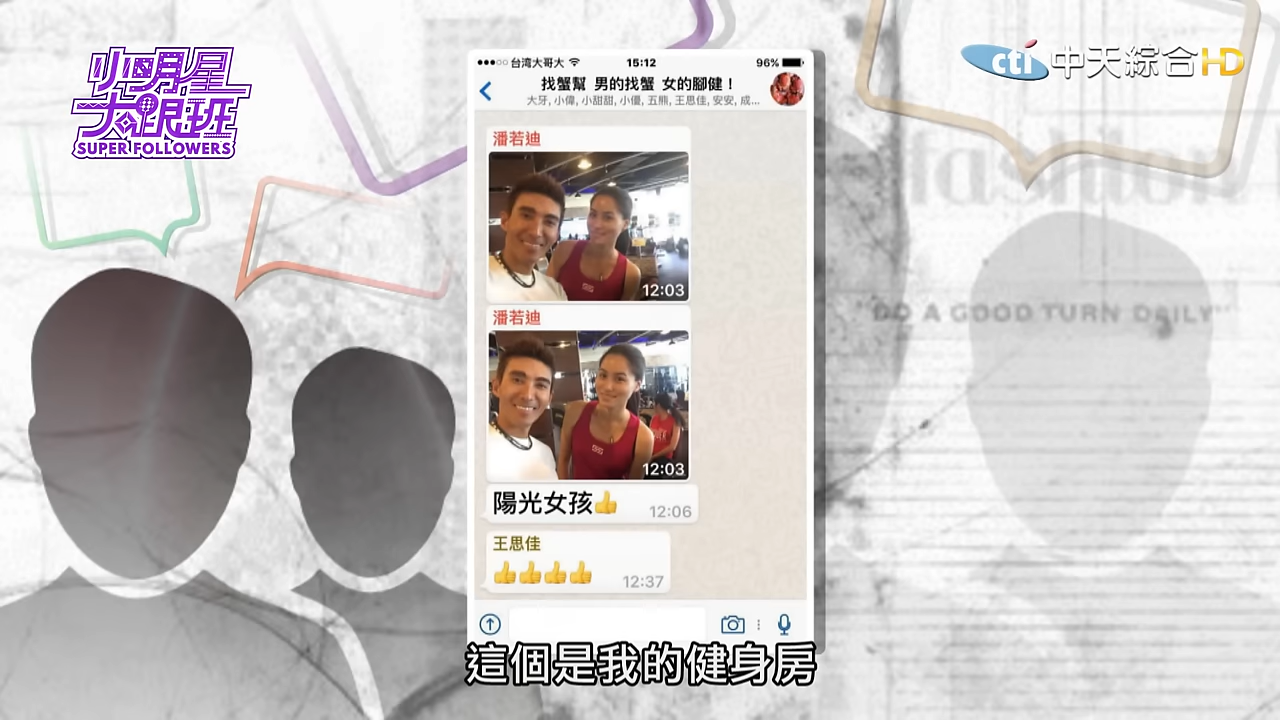 小明星
大跟班
SUPER FOLLOWERS
cti 中天綜合HD
台湾大哥大 15:12 96%
找蟹幫 男的找蟹 女的腳健！
大牙, 小偉, 小甜甜, 小優, 五熊, 王思佳, 安安, 成...
潘若迪
12:03
潘若迪
12:03
陽光女孩👍 12:06
王思佳
👍👍👍👍 12:37
"DO A GOOD TURN DAILY"
這個是我的健身房